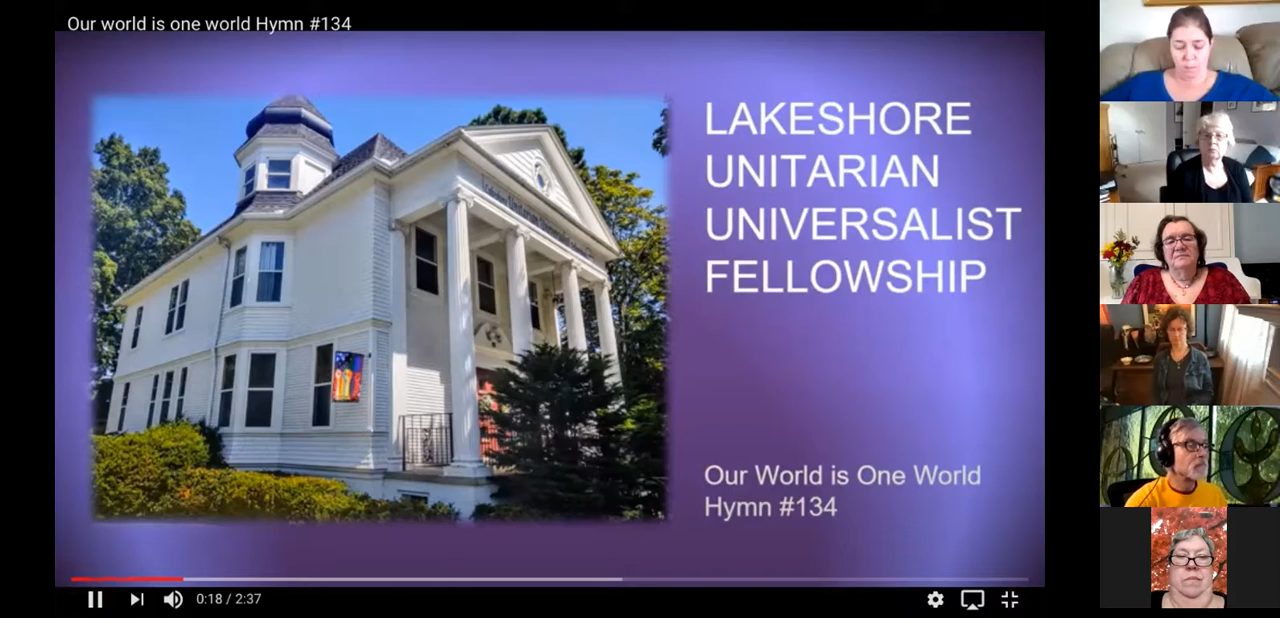 Our world is one world Hymn #134
LAKESHORE
UNITARIAN
UNIVERSALIST
FELLOWSHIP
Our World is One World
Hymn #134
0:18 / 2:37